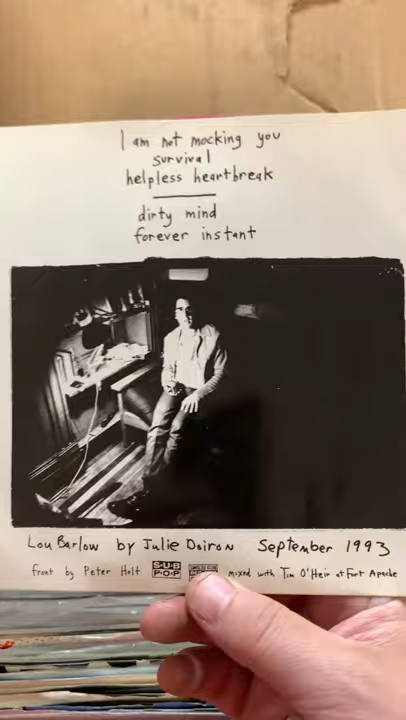 I am not mocking you
survival
helpless heartbreak
dirty mind
forever instant
Lou Barlow by Julie Doiron September 1993
front by Peter Holt SUB POP mixed with Tim O'Heir at Fort Apache